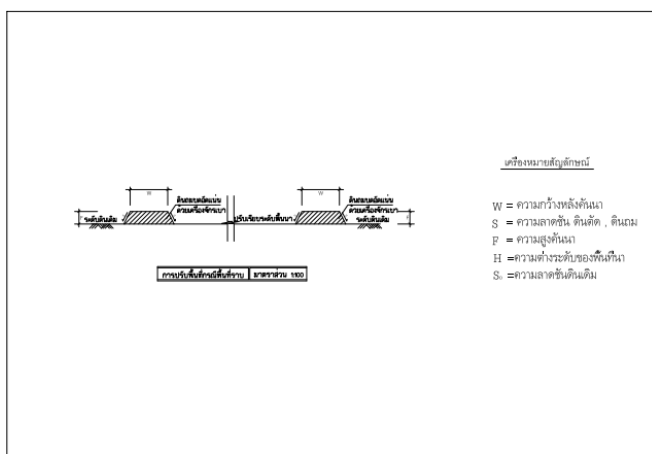 W
W
ดินถมบดอัดแน่น
ด้วยเครื่องจักรเบา
ดินถมบดอัดแน่น
ด้วยเครื่องจักรเบา
ระดับดินเดิม
ปรับเรียบระดับพื้นนา
ระดับดินเดิม
การปรับพื้นที่กรณีพื้นที่ราบ มาตราส่วน 1:100
เครื่องหมายสัญลักษณ์
W = ความกว้างหลังคันนา
S = ความลาดชัน ดินตัด , ดินถม
F = ความสูงคันนา
H =ความต่างระดับของพื้นที่นา
S₀ =ความลาดชันดินเดิม